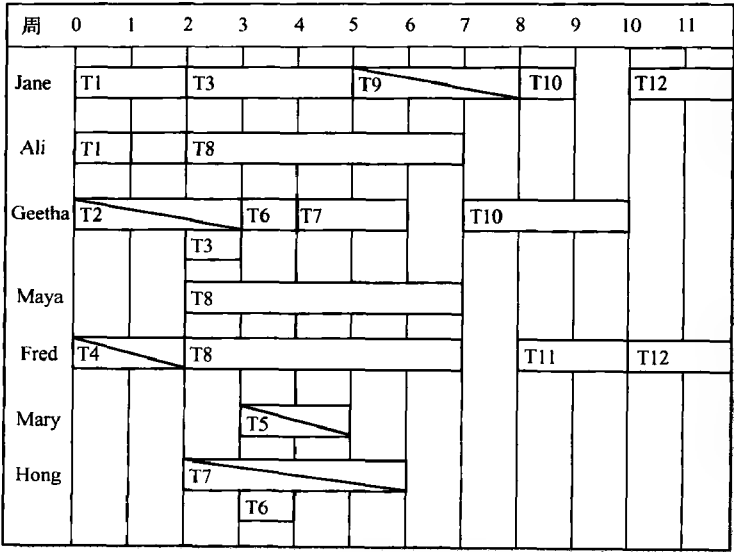 周 0 1 2 3 4 5 6 7 8 9 10 11
Jane T1 T3 T9 T10 T12
Ali T1 T8
Geetha T2 T6 T7 T10
T3
Maya T8
Fred T4 T8 T11 T12
Mary T5
Hong T7
T6